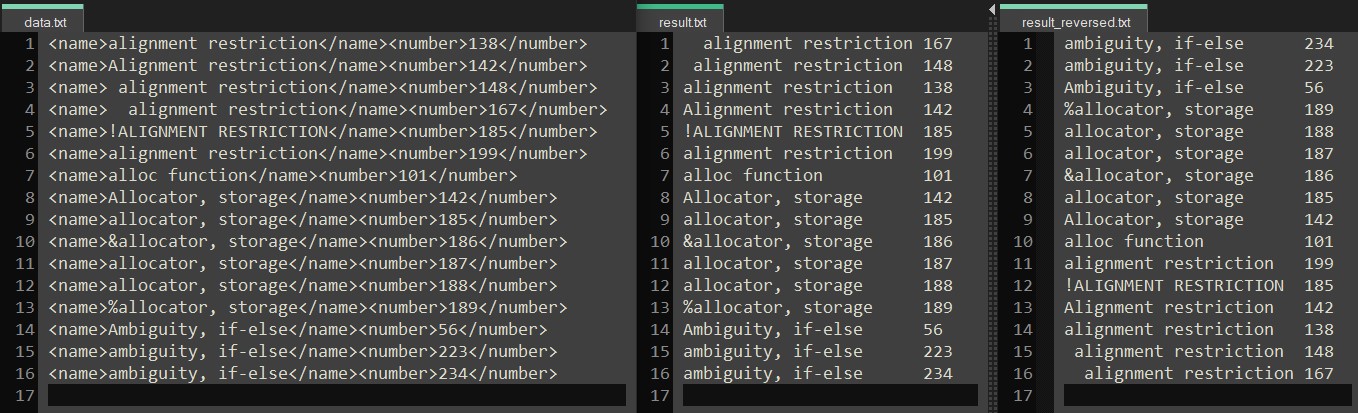 data.txt
1 <name>alignment restriction</name><number>138</number>
2 <name>Alignment restriction</name><number>142</number>
3 <name> alignment restriction</name><number>148</number>
4 <name>  alignment restriction</name><number>167</number>
5 <name>!ALIGNMENT RESTRICTION</name><number>185</number>
6 <name>alignment restriction</name><number>199</number>
7 <name>alloc function</name><number>101</number>
8 <name>Allocator, storage</name><number>142</number>
9 <name>allocator, storage</name><number>185</number>
10 <name>&allocator, storage</name><number>186</number>
11 <name>allocator, storage</name><number>187</number>
12 <name>allocator, storage</name><number>188</number>
13 <name>%allocator, storage</name><number>189</number>
14 <name>Ambiguity, if-else</name><number>56</number>
15 <name>ambiguity, if-else</name><number>223</number>
16 <name>ambiguity, if-else</name><number>234</number>
17
result.txt
1   alignment restriction 167
2  alignment restriction  148
3 alignment restriction   138
4 Alignment restriction   142
5 !ALIGNMENT RESTRICTION  185
6 alignment restriction   199
7 alloc function          101
8 Allocator, storage      142
9 allocator, storage      185
10 &allocator, storage     186
11 allocator, storage      187
12 allocator, storage      188
13 %allocator, storage     189
14 Ambiguity, if-else      56
15 ambiguity, if-else      223
16 ambiguity, if-else      234
17
result_reversed.txt
1 ambiguity, if-else      234
2 ambiguity, if-else      223
3 Ambiguity, if-else      56
4 %allocator, storage     189
5 allocator, storage      188
6 allocator, storage      187
7 &allocator, storage     186
8 allocator, storage      185
9 Allocator, storage      142
10 alloc function          101
11 alignment restriction   199
12 !ALIGNMENT RESTRICTION  185
13 Alignment restriction   142
14 alignment restriction   138
15  alignment restriction  148
16   alignment restriction 167
17